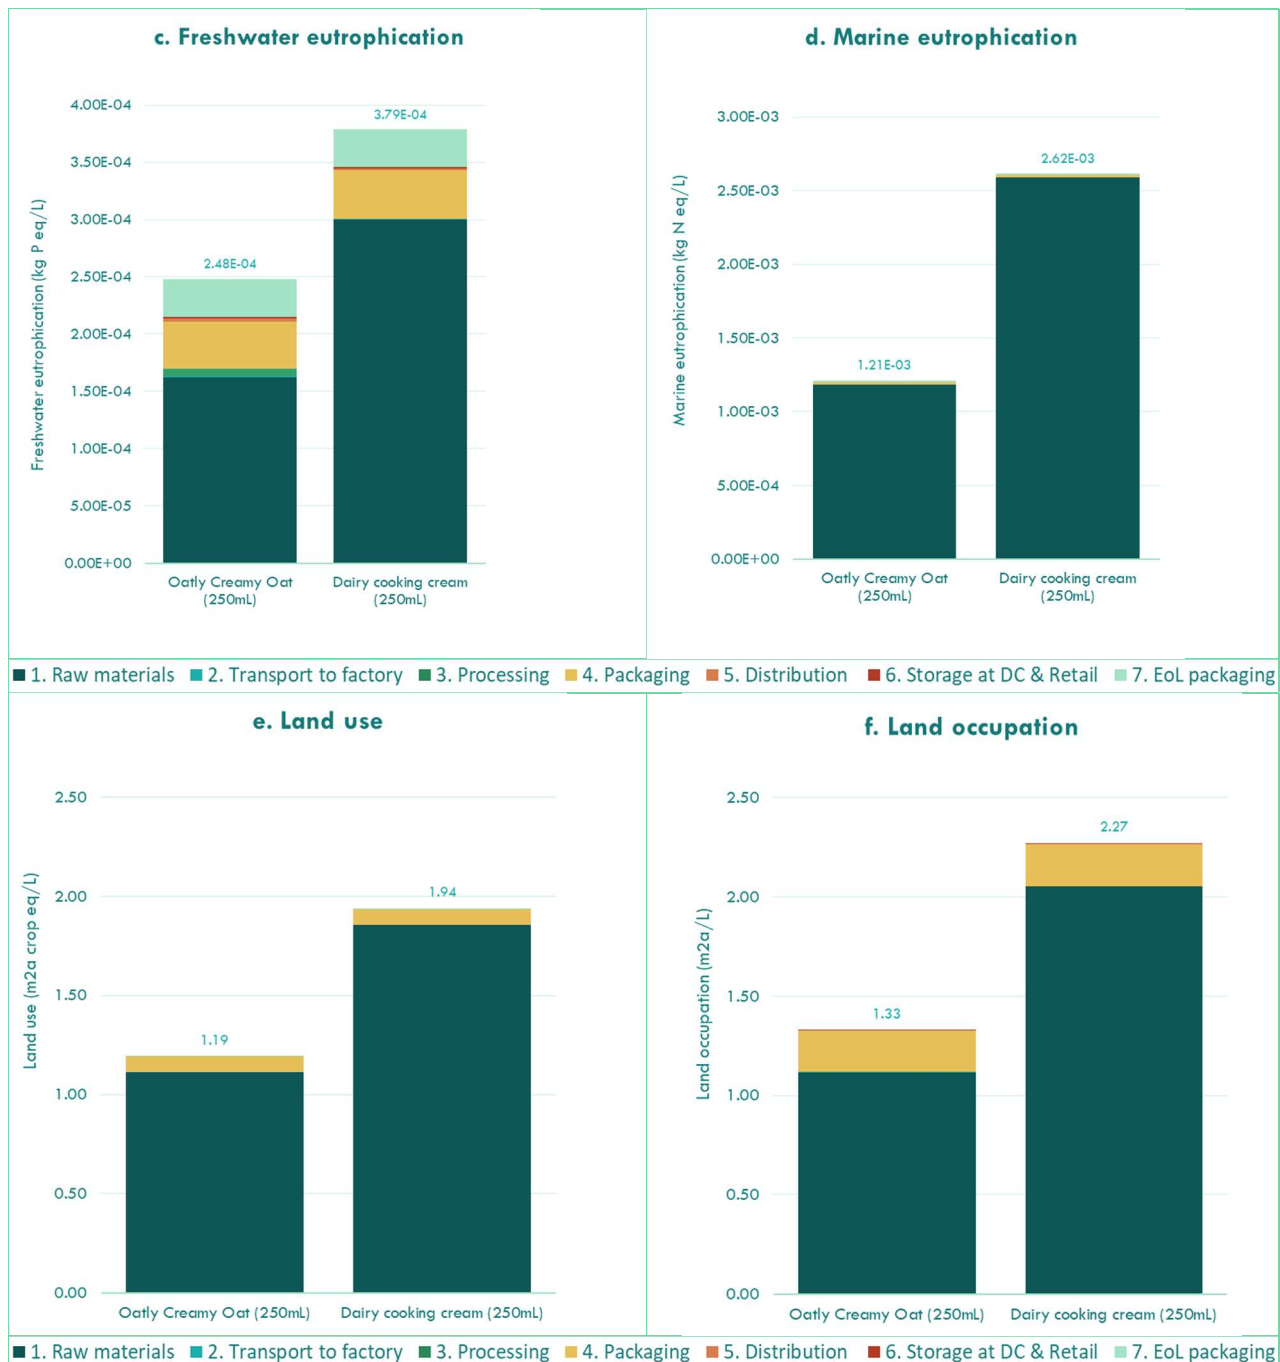 c. Freshwater eutrophication
Freshwater eutrophication (kg P eq/L)
4.00E-04
3.50E-04
3.00E-04
2.50E-04
2.00E-04
1.50E-04
1.00E-04
5.00E-05
0.00E+00
2.48E-04
3.79E-04
Oatly Creamy Oat
(250mL)
Dairy cooking cream
(250mL)
d. Marine eutrophication
Marine eutrophication (kg N eq/L)
3.00E-03
2.50E-03
2.00E-03
1.50E-03
1.00E-03
5.00E-04
0.00E+00
1.21E-03
2.62E-03
Oatly Creamy Oat
(250mL)
Dairy cooking cream
(250mL)
1. Raw materials 2. Transport to factory 3. Processing 4. Packaging 5. Distribution 6. Storage at DC & Retail 7. EoL packaging
e. Land use
Land use (m2a crop eq/L)
2.50
2.00
1.50
1.00
0.50
0.00
1.19
1.94
Oatly Creamy Oat (250mL)
Dairy cooking cream (250mL)
f. Land occupation
Land occupation (m2a/L)
2.50
2.00
1.50
1.00
0.50
0.00
1.33
2.27
Oatly Creamy Oat (250mL)
Dairy cooking cream (250mL)
1. Raw materials 2. Transport to factory 3. Processing 4. Packaging 5. Distribution 6. Storage at DC & Retail 7. EoL packaging